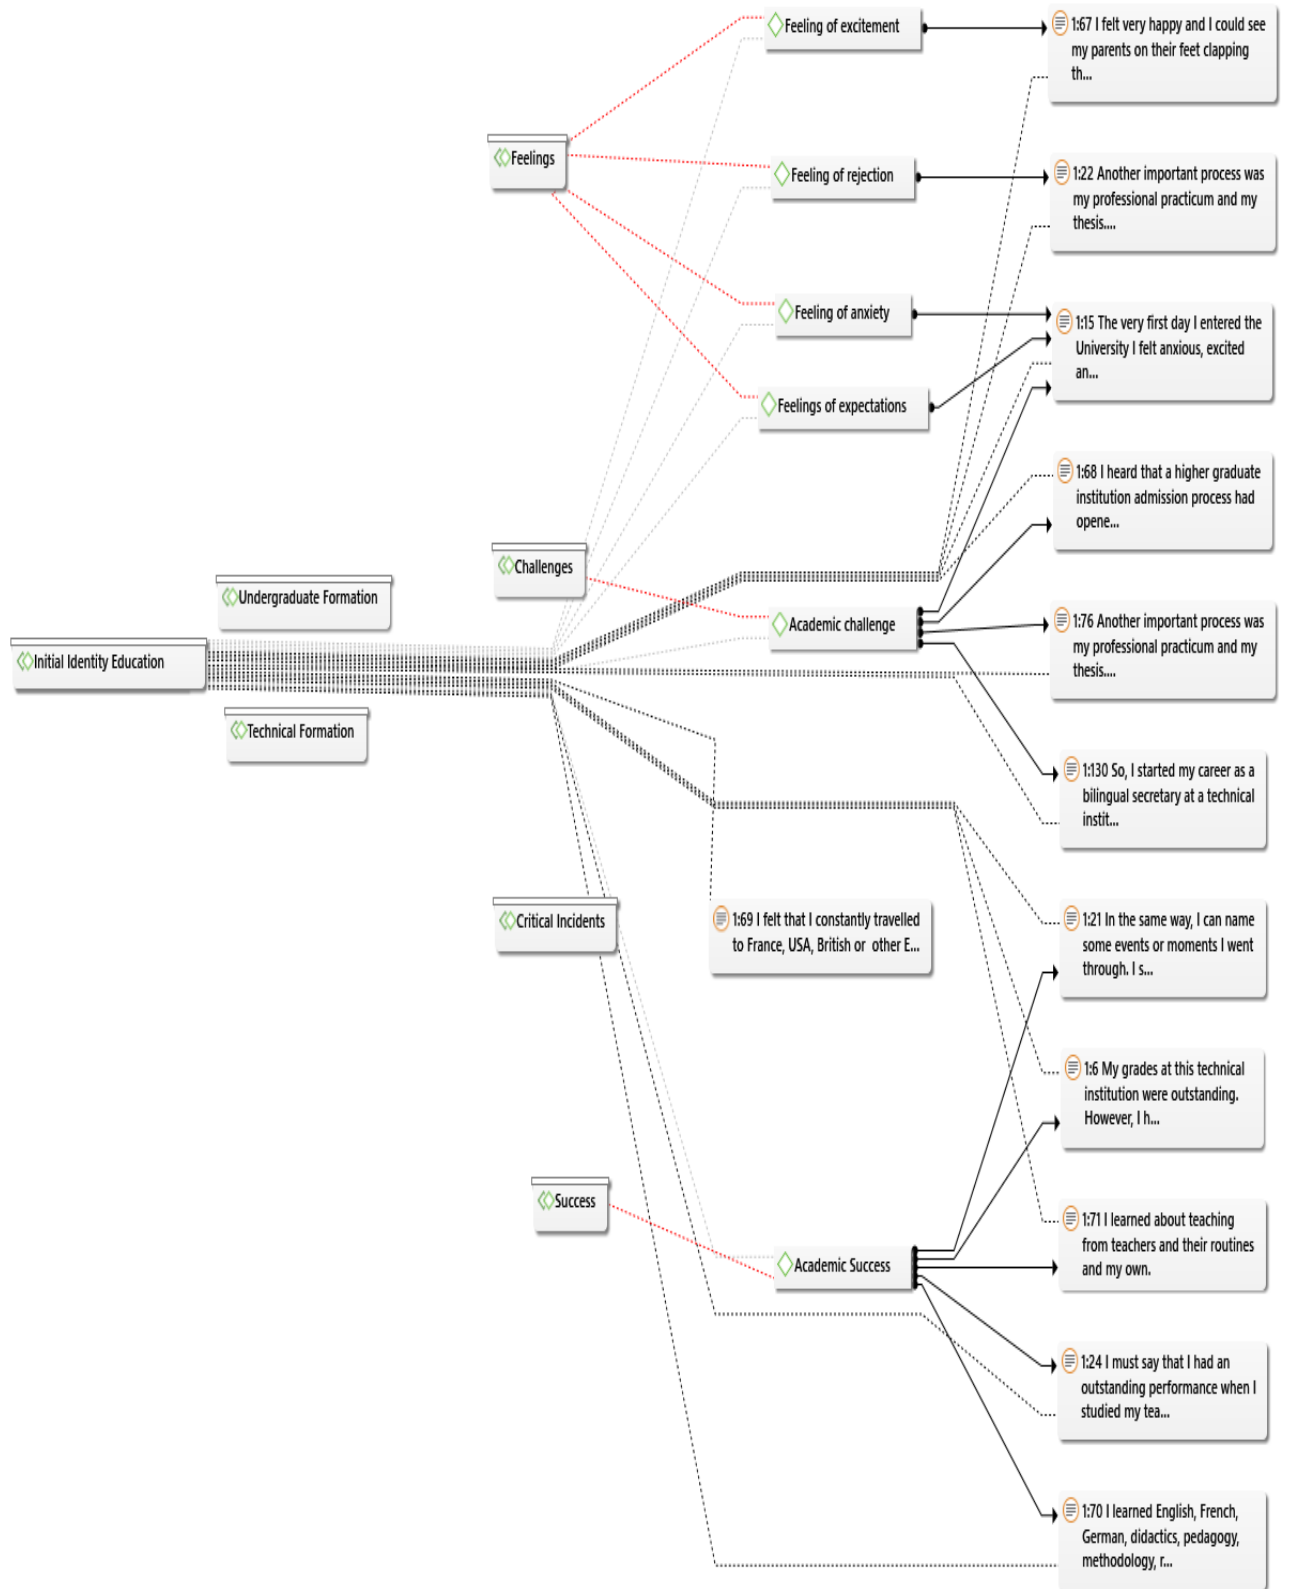 Feeling of excitement
1:67 I felt very happy and I could see
my parents on their feet clapping
th...
Feelings
Feeling of rejection
1:22 Another important process was
my professional practicum and my
thesis....
Feeling of anxiety
1:15 The very first day I entered the
University I felt anxious, excited
an...
Feelings of expectations
1:68 I heard that a higher graduate
institution admission process had
opene...
Challenges
Undergraduate Formation
Academic challenge
1:76 Another important process was
my professional practicum and my
thesis....
Initial Identity Education
Technical Formation
1:130 So, I started my career as a
bilingual secretary at a technical
instit...
Critical Incidents
1:69 I felt that I constantly travelled
to France, USA, British or other E...
1:21 In the same way, I can name
some events or moments I went
through. I s...
1:6 My grades at this technical
institution were outstanding.
However, I h...
Success
1:71 I learned about teaching
from teachers and their routines
and my own.
Academic Success
1:24 I must say that I had an
outstanding performance when I
studied my tea...
1:70 I learned English, French,
German, didactics, pedagogy,
methodology, r...